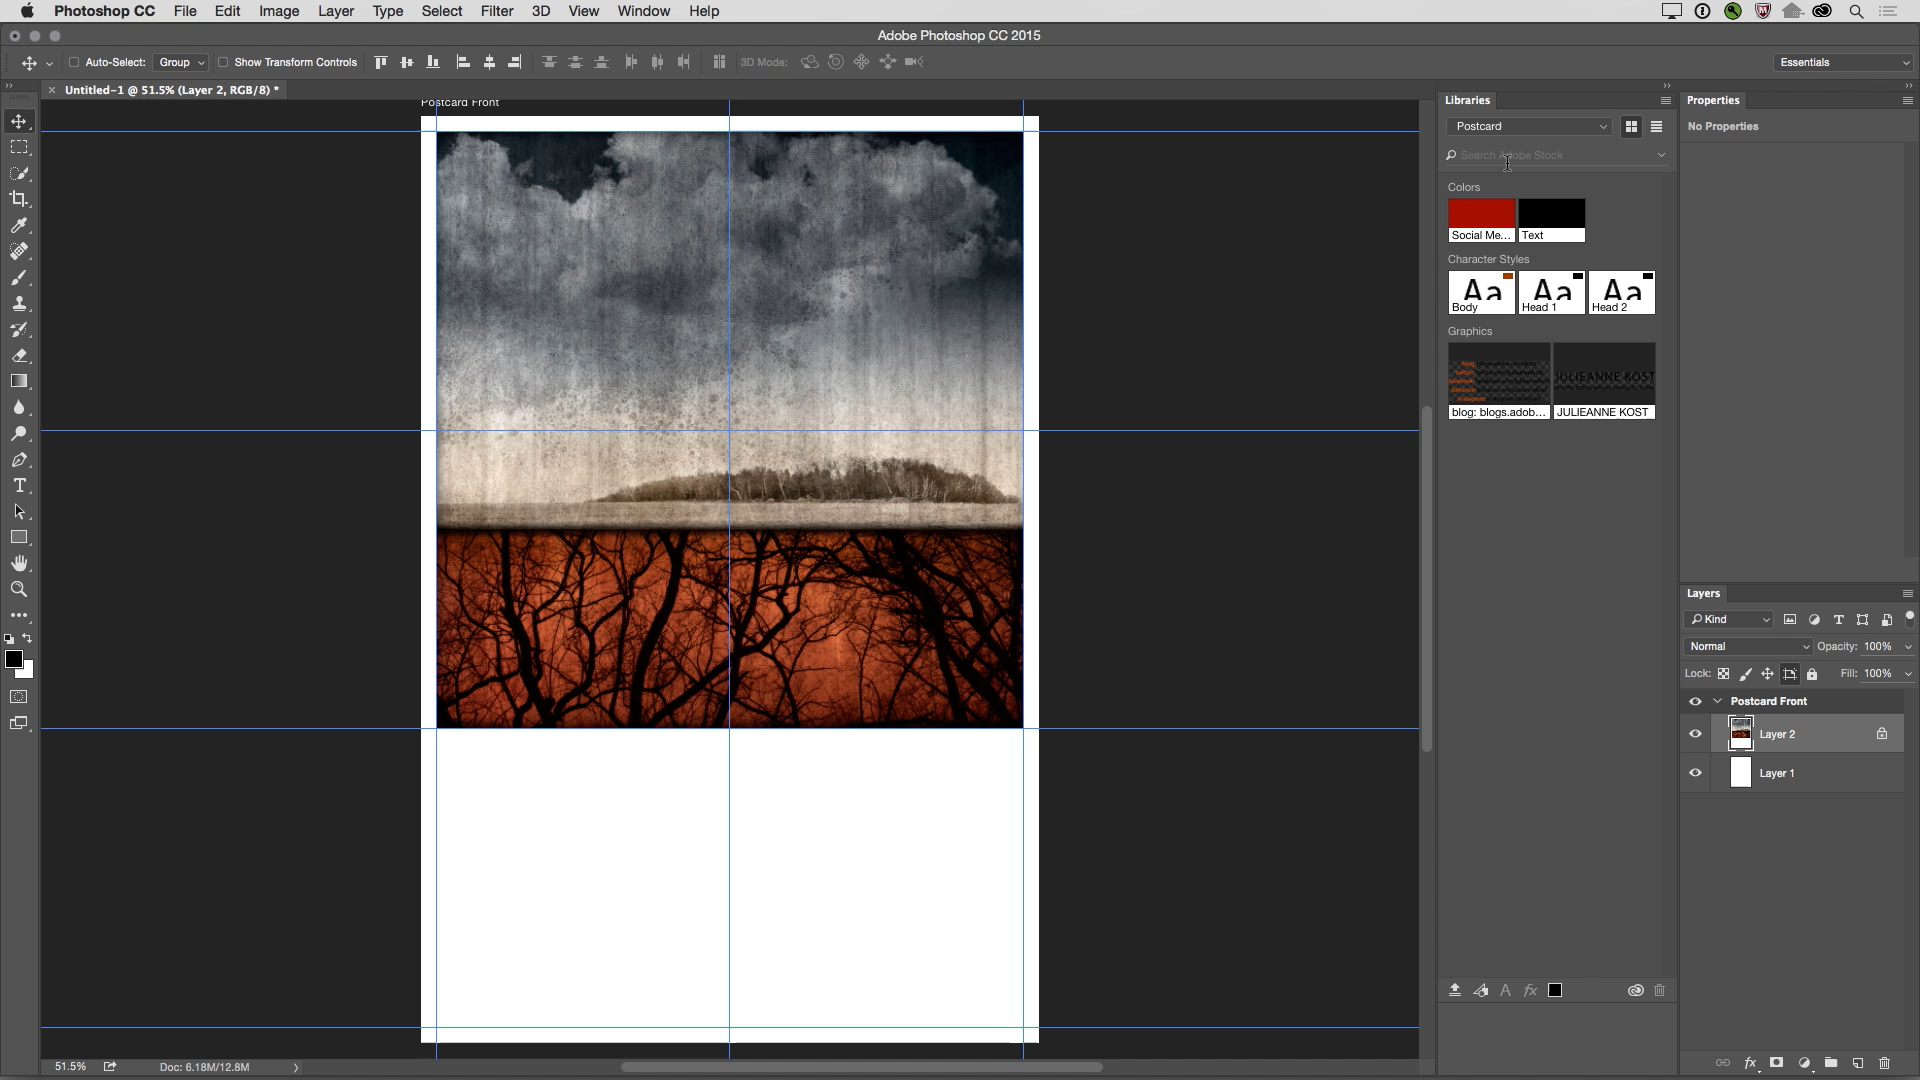 Photoshop CC File Edit Image Layer Type Select Filter 3D View Window Help
Adobe Photoshop CC 2015
Auto-Select: Group Show Transform Controls 3D Mode: Essentials
Untitled-1 @ 51.5% (Layer 2, RGB/8) *
Postcard Front
Libraries
Postcard
Search Adobe Stock
Colors
Social Me... Text
Character Styles
Aa Aa Aa
Body Head 1 Head 2
Graphics
JULIEANNE KOST
blog: blogs.adob... JULIEANNE KOST
Properties
No Properties
Layers
Kind
Normal Opacity: 100%
Lock: Fill: 100%
Postcard Front
Layer 2
Layer 1
51.5% Doc: 6.18M/12.8M